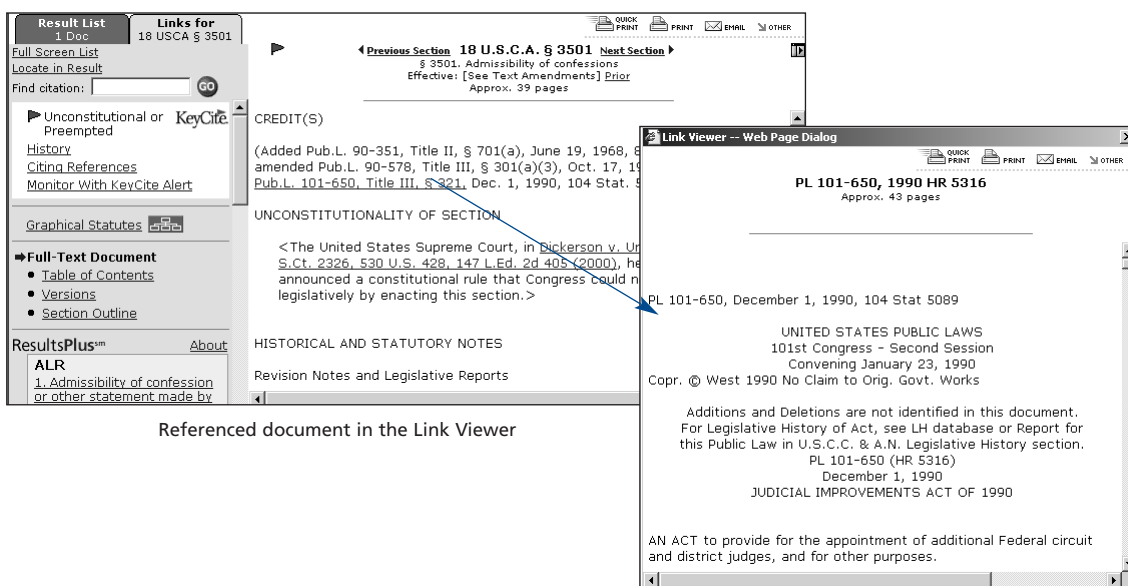 Result List
1 Doc
Links for
18 USCA § 3501
Full Screen List
Locate in Result
Find citation:
GO
Unconstitutional or
Preempted
KeyCite.
History
Citing References
Monitor With KeyCite Alert
Graphical Statutes
Full-Text Document
Table of Contents
Versions
Section Outline
ResultsPlus℠ About
ALR
1. Admissibility of confession
or other statement made by
QUICK PRINT PRINT EMAIL OTHER
Previous Section 18 U.S.C.A. § 3501 Next Section
§ 3501. Admissibility of confessions
Effective: [See Text Amendments] Prior
Approx. 39 pages
CREDIT(S)
(Added Pub.L. 90-351, Title II, § 701(a), June 19, 1968, 8
amended Pub.L. 90-578, Title III, § 301(a)(3), Oct. 17, 19
Pub.L. 101-650, Title III, § 321, Dec. 1, 1990, 104 Stat. 5
UNCONSTITUTIONALITY OF SECTION
<The United States Supreme Court, in Dickerson v. Un
S.Ct. 2326, 530 U.S. 428, 147 L.Ed. 2d 405 (2000), he
announced a constitutional rule that Congress could n
legislatively by enacting this section.>
HISTORICAL AND STATUTORY NOTES
Revision Notes and Legislative Reports
Referenced document in the Link Viewer
Link Viewer -- Web Page Dialog
QUICK PRINT PRINT EMAIL OTHER
PL 101-650, 1990 HR 5316
Approx. 43 pages
PL 101-650, December 1, 1990, 104 Stat 5089
UNITED STATES PUBLIC LAWS
101st Congress - Second Session
Convening January 23, 1990
Copr. © West 1990 No Claim to Orig. Govt. Works
Additions and Deletions are not identified in this document.
For Legislative History of Act, see LH database or Report for
this Public Law in U.S.C.C. & A.N. Legislative History section.
PL 101-650 (HR 5316)
December 1, 1990
JUDICIAL IMPROVEMENTS ACT OF 1990
AN ACT to provide for the appointment of additional Federal circuit
and district judges, and for other purposes.